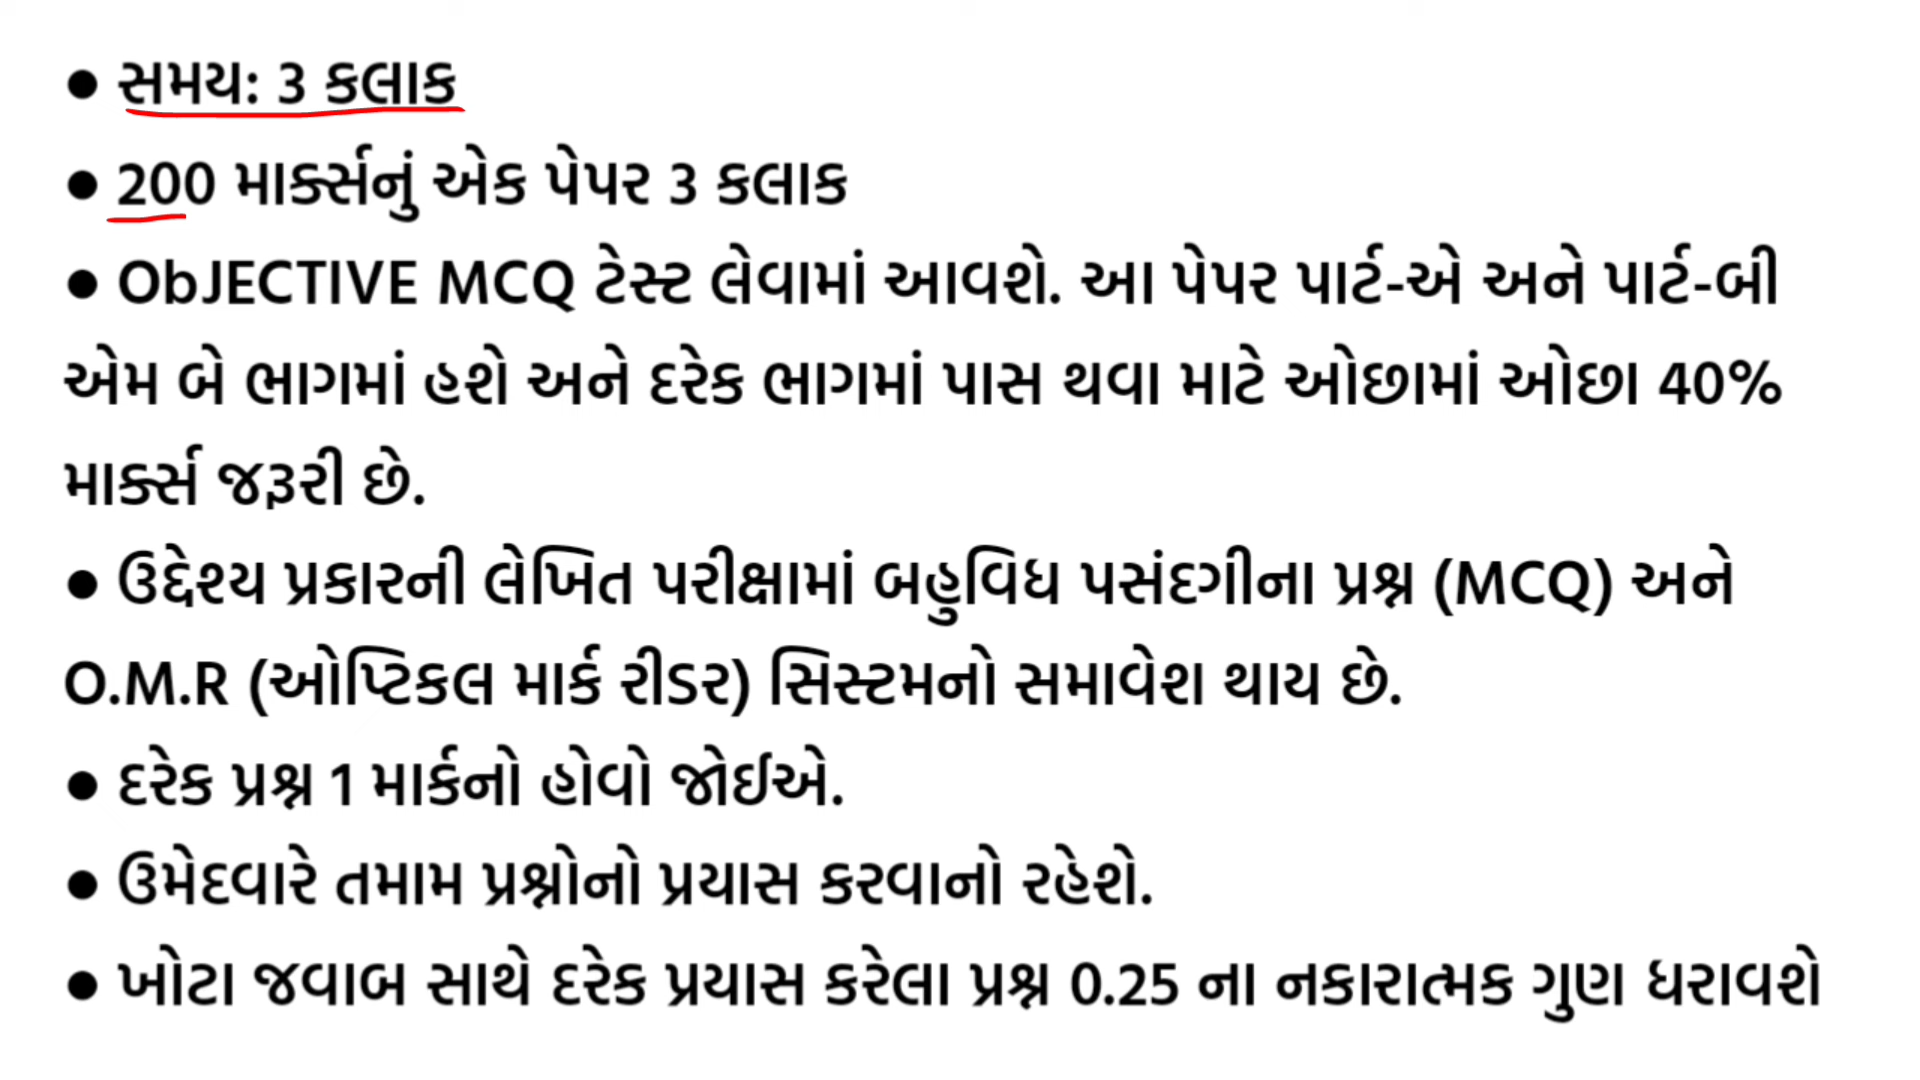 ● સમય: 3 કલાક
● 200 માર્ક્સનું એક પેપર 3 કલાક
● ObJECTIVE MCQ ટેસ્ટ લેવામાં આવશે. આ પેપર પાર્ટ-એ અને પાર્ટ-બી
એમ બે ભાગમાં હશે અને દરેક ભાગમાં પાસ થવા માટે ઓછામાં ઓછા 40%
માર્ક્સ જરૂરી છે.
● ઉદ્દેશ્ય પ્રકારની લેખિત પરીક્ષામાં બહુવિધ પસંદગીના પ્રશ્ન (MCQ) અને
O.M.R (ઓપ્ટિકલ માર્ક રીડર) સિસ્ટમનો સમાવેશ થાય છે.
● દરેક પ્રશ્ન 1 માર્કનો હોવો જોઈએ.
● ઉમેદવારે તમામ પ્રશ્નોનો પ્રયાસ કરવાનો રહેશે.
● ખોટા જવાબ સાથે દરેક પ્રયાસ કરેલા પ્રશ્ન 0.25 ના નકારાત્મક ગુણ ધરાવશે